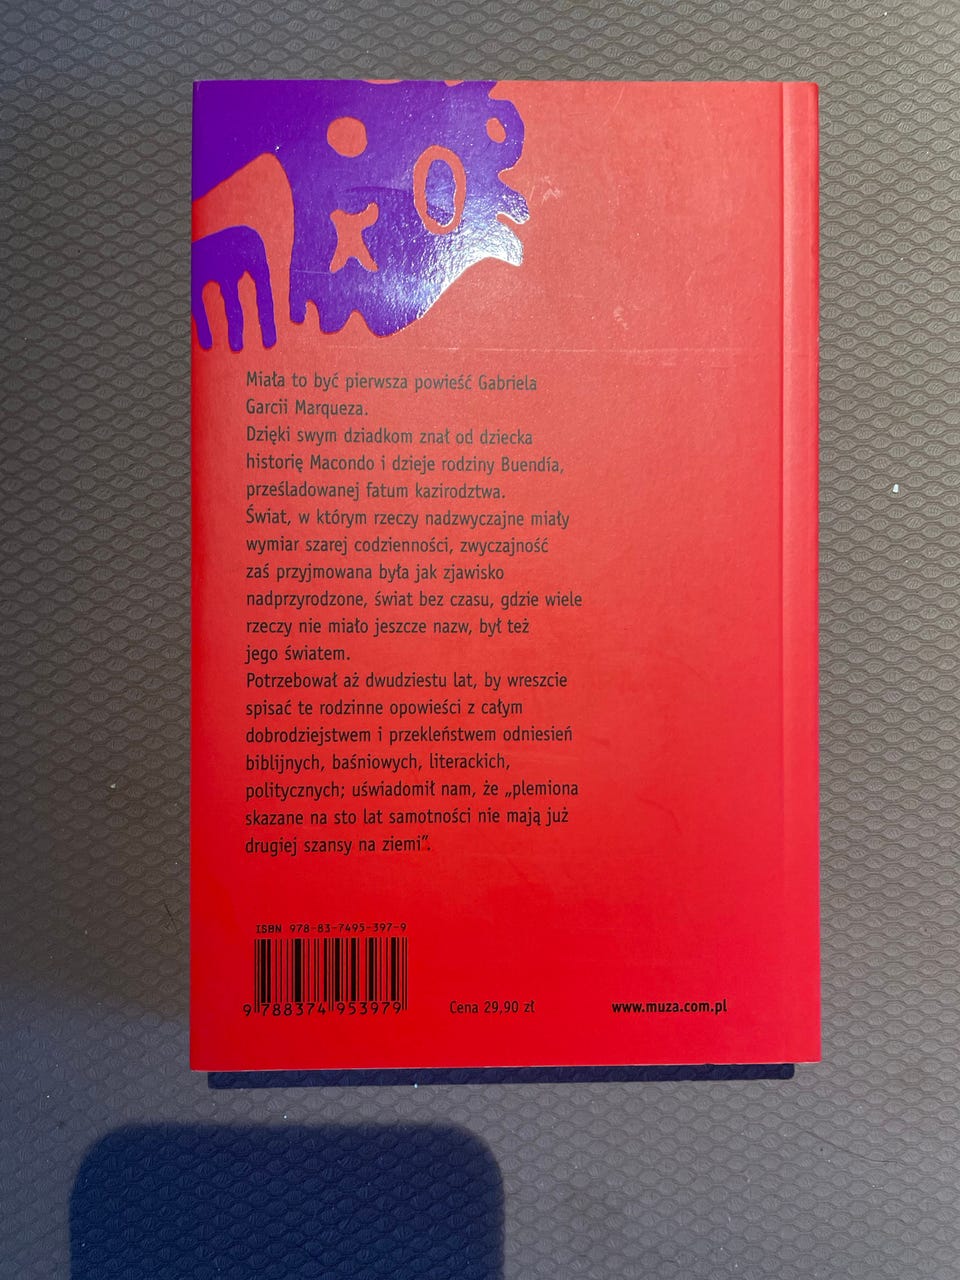 Miała to być pierwsza powieść Gabriela
Garcii Marqueza.
Dzięki swym dziadkom znał od dziecka
historię Macondo i dzieje rodziny Buendía,
prześladowanej fatum kazirodztwa.
Świat, w którym rzeczy nadzwyczajne miały
wymiar szarej codzienności, zwyczajność
zaś przyjmowana była jak zjawisko
nadprzyrodzone, świat bez czasu, gdzie wiele
rzeczy nie miało jeszcze nazw, był też
jego światem.
Potrzebował aż dwudziestu lat, by wreszcie
spisać te rodzinne opowieści z całym
dobrodziejstwem i przekleństwem odniesień
biblijnych, baśniowych, literackich,
politycznych; uświadomił nam, że „plemiona
skazane na sto lat samotności nie mają już
drugiej szansy na ziemi”.
ISBN 978-83-7495-397-9
9 788374 953979
Cena 29,90 zł
www.muza.com.pl